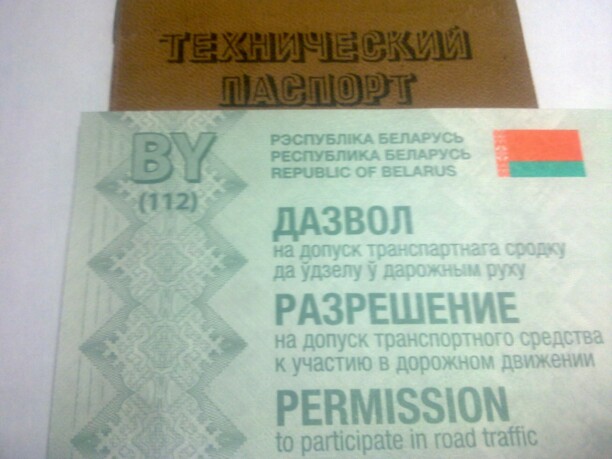 ТЕХНИЧЕСКИЙ
ПАСПОРТ
BY
(112)
РЭСПУБЛІКА БЕЛАРУСЬ
РЕСПУБЛИКА БЕЛАРУСЬ
REPUBLIC OF BELARUS
ДАЗВОЛ
на допуск транспартнага сродку
да ўдзелу ў дарожным руху
РАЗРЕШЕНИЕ
на допуск транспортного средства
к участию в дорожном движении
PERMISSION
to participate in road traffic